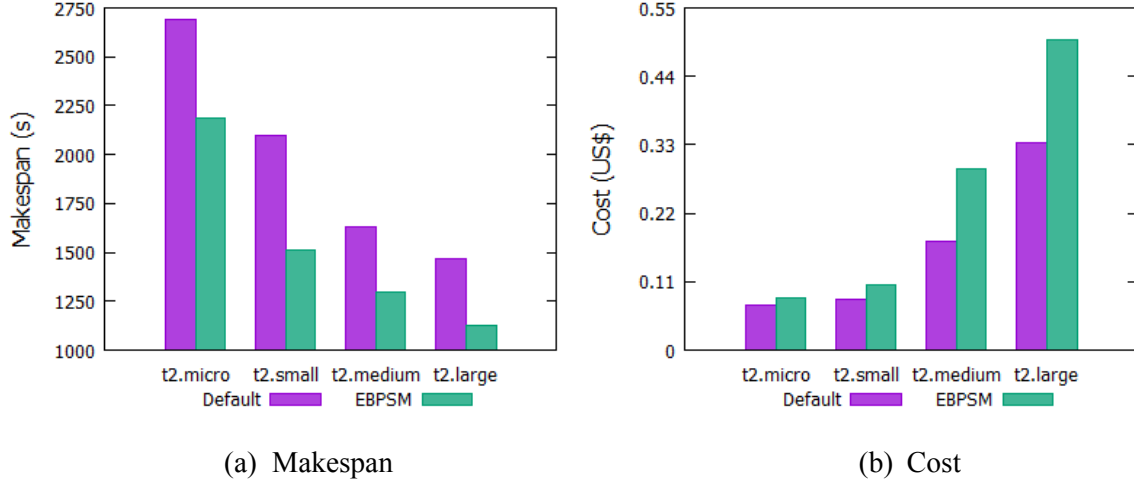 2750
2500
2250
2000
1750
1500
1250
1000
Makespan (s)
t2.micro t2.small t2.medium t2.large
Default EBPSM
0.55
0.44
0.33
0.22
0.11
0
Cost (US$)
t2.micro t2.small t2.medium t2.large
Default EBPSM
(a) Makespan
(b) Cost